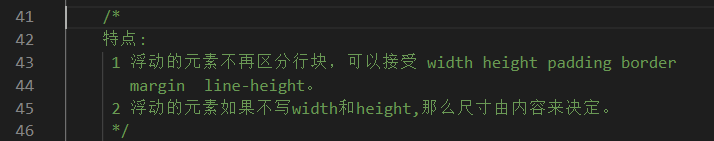 41 /*
42 特点:
43 1 浮动的元素不再区分行块，可以接受 width height padding border
44 margin  line-height。
45 2 浮动的元素如果不写width和height,那么尺寸由内容来决定。
46 */